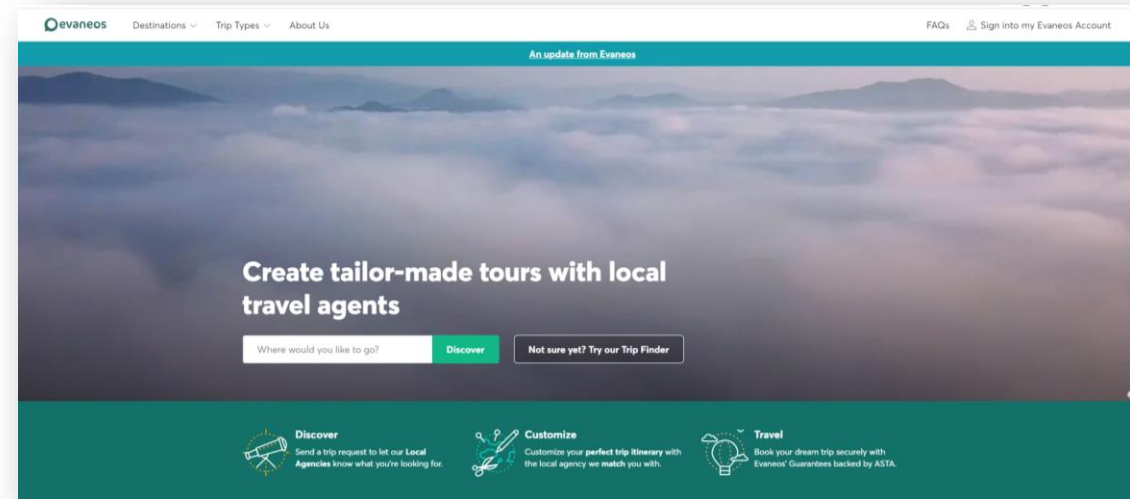 evaneos
Destinations
Trip Types
About Us
FAQs
Sign into my Evaneos Account
An update from Evaneos
Create tailor-made tours with local
travel agents
Where would you like to go?
Discover
Not sure yet? Try our Trip Finder
Discover
Send a trip request to let our Local
Agencies know what you're looking for.
Customize
Customize your perfect trip itinerary with
the local agency we match you with.
Travel
Book your dream trip securely with
Evaneos' Guarantees backed by ASTA.